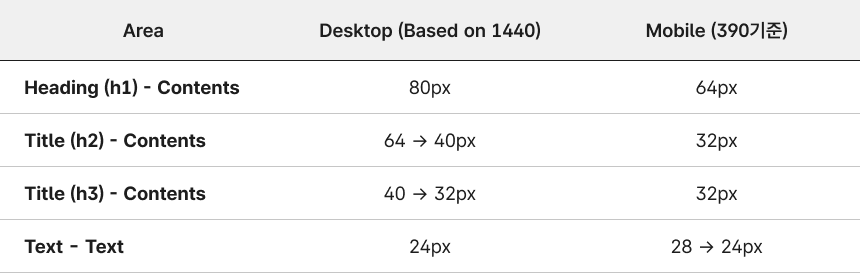 Area Desktop (Based on 1440) Mobile (390기준)
Heading (h1) - Contents 80px 64px
Title (h2) - Contents 64 → 40px 32px
Title (h3) - Contents 40 → 32px 32px
Text - Text 24px 28 → 24px